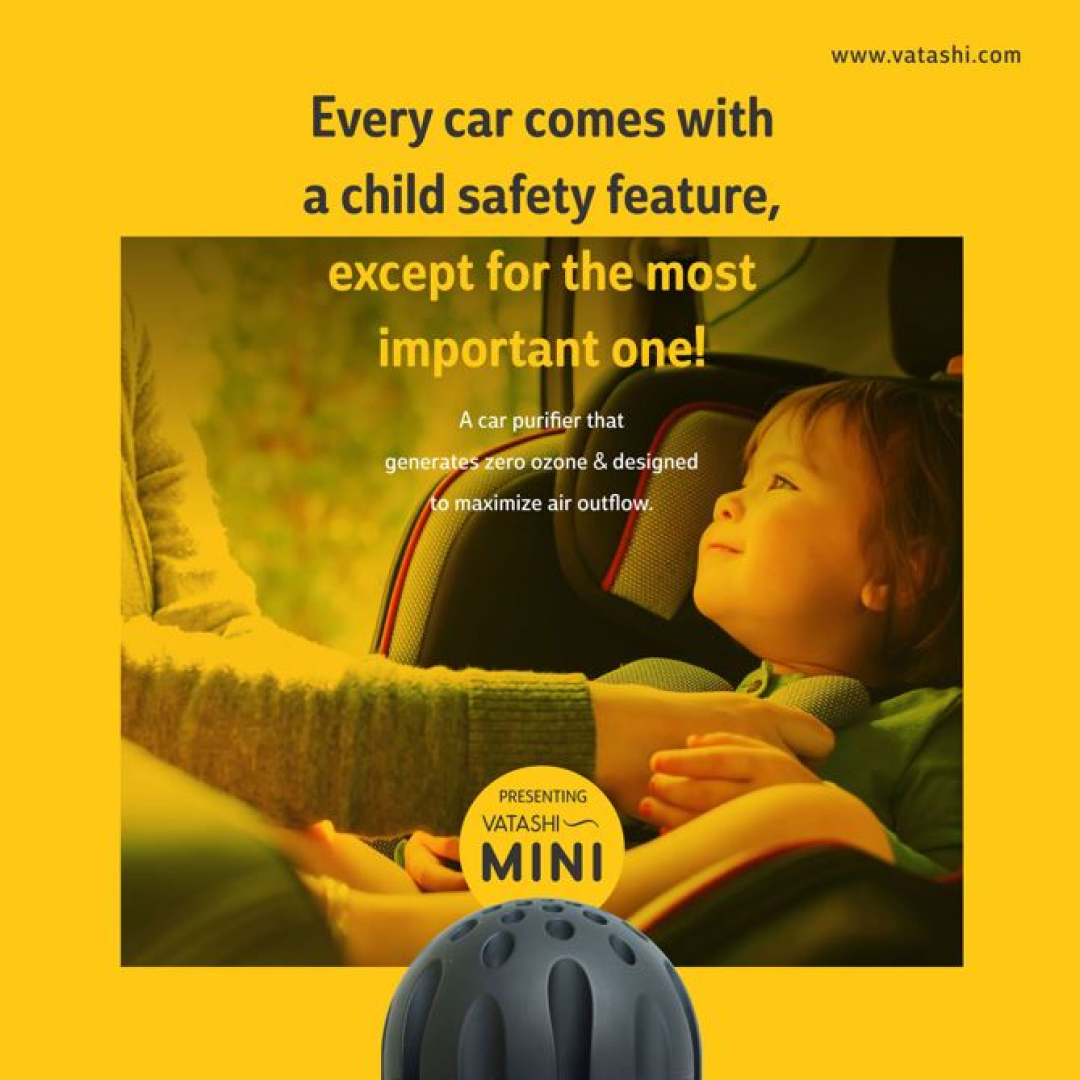 www.vatashi.com
Every car comes with
a child safety feature,
except for the most
important one!
A car purifier that
generates zero ozone & designed
to maximize air outflow.
PRESENTING
VATASHI
MINI